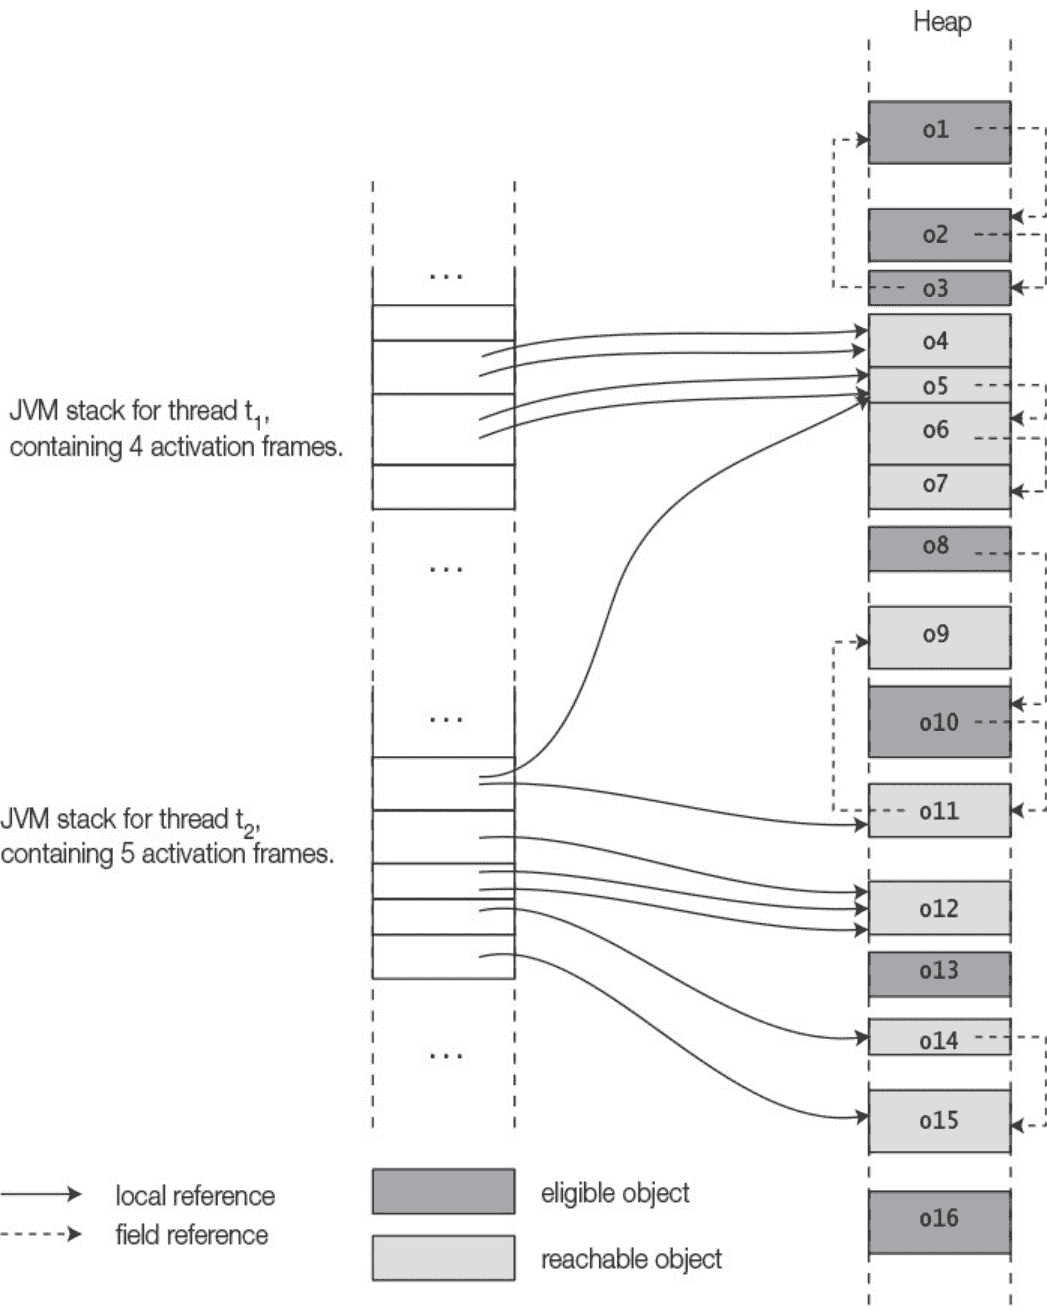 Heap
o1
o2
...
o3
o4
o5
JVM stack for thread t1,
containing 4 activation frames.
o6
o7
o8
...
o9
...
o10
o11
JVM stack for thread t2,
containing 5 activation frames.
o12
o13
o14
...
o15
local reference
eligible object
field reference
o16
reachable object